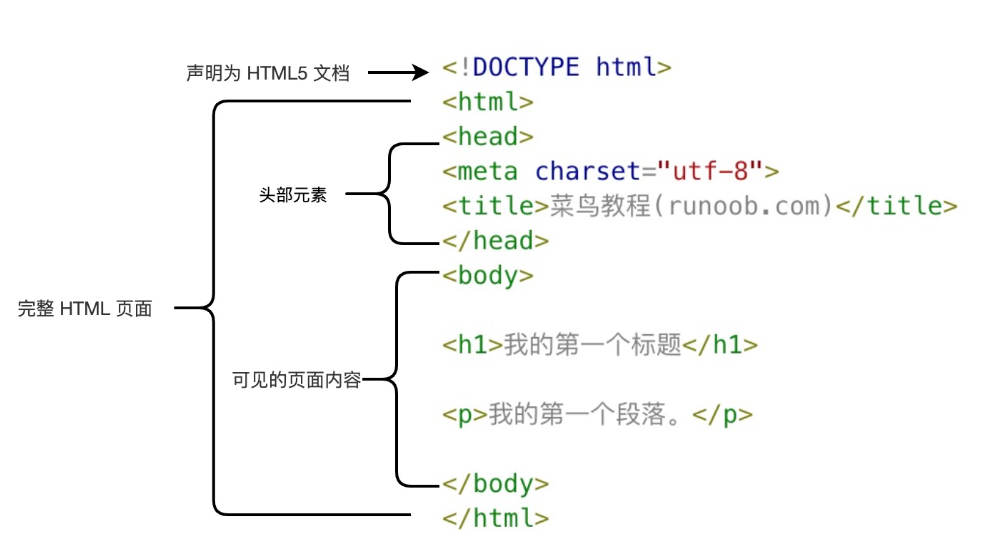 声明为 HTML5 文档
<!DOCTYPE html>
<html>
<head>
<meta charset="utf-8">
头部元素
<title>菜鸟教程(runoob.com)</title>
</head>
<body>
完整 HTML 页面
<h1>我的第一个标题</h1>
可见的页面内容
<p>我的第一个段落。</p>
</body>
</html>